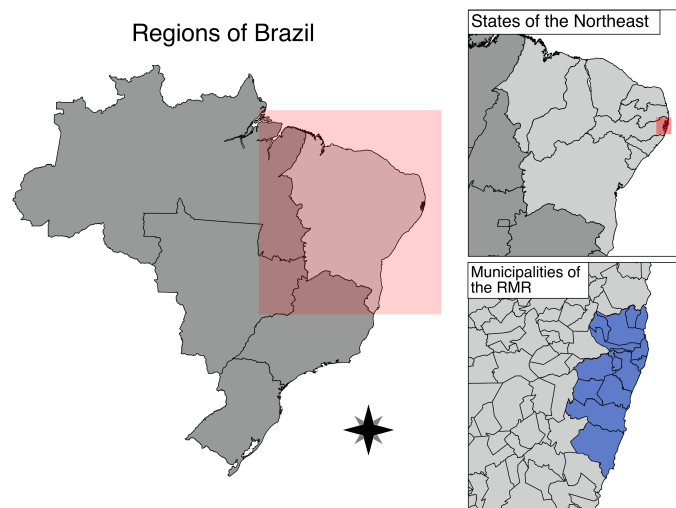 Regions of Brazil
States of the Northeast
Municipalities of
the RMR